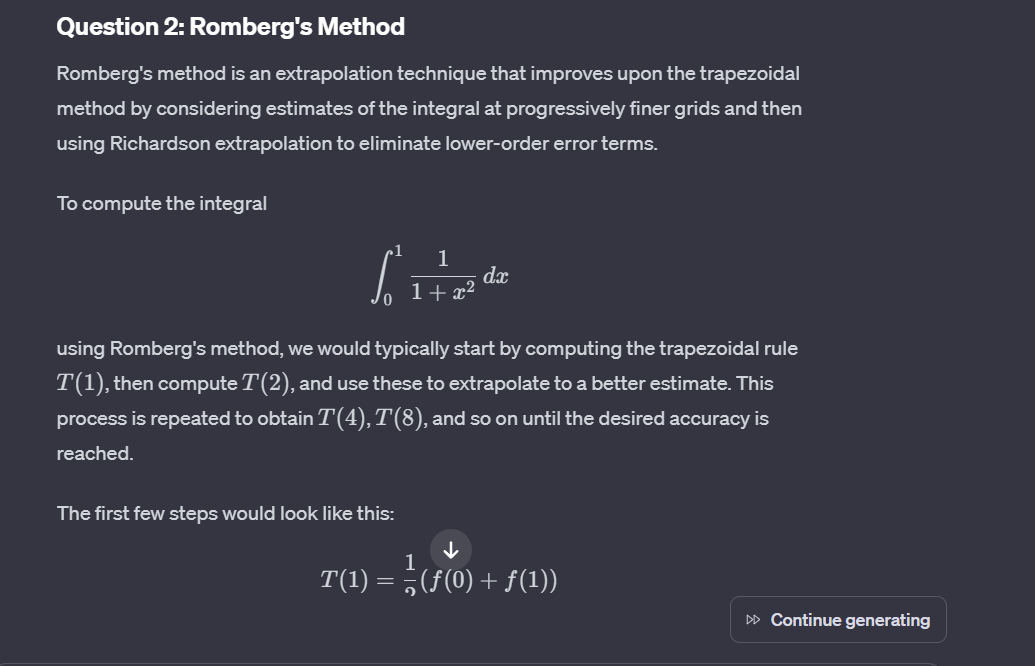 Question 2: Romberg's Method
Romberg's method is an extrapolation technique that improves upon the trapezoidal
method by considering estimates of the integral at progressively finer grids and then
using Richardson extrapolation to eliminate lower-order error terms.
To compute the integral
∫₀¹ 1/(1 + x²) dx
using Romberg's method, we would typically start by computing the trapezoidal rule
T(1), then compute T(2), and use these to extrapolate to a better estimate. This
process is repeated to obtain T(4), T(8), and so on until the desired accuracy is
reached.
The first few steps would look like this:
T(1) = 1/2 (f(0) + f(1))
Continue generating